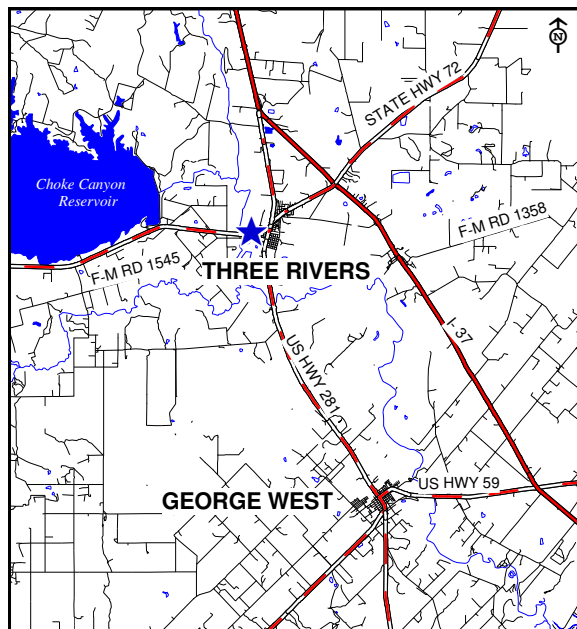 N
STATE HWY 72
Choke Canyon
Reservoir
F-M RD 1358
F-M RD 1545
THREE RIVERS
I- 37
US HWY 281
US HWY 59
GEORGE WEST